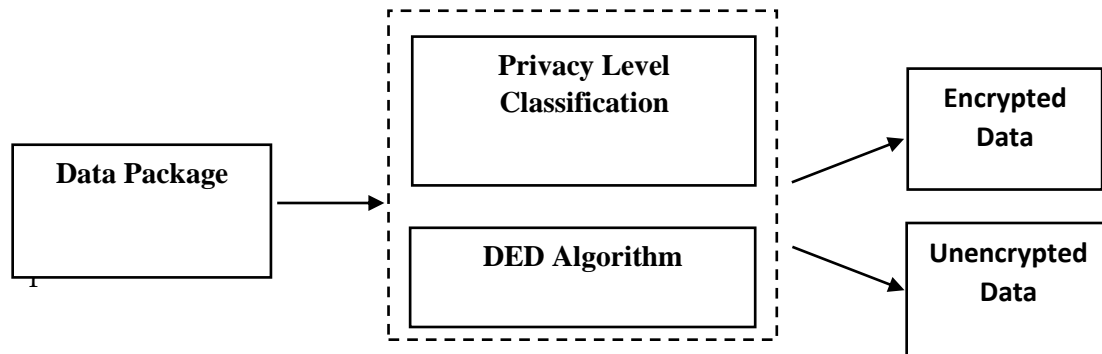 Data Package
Privacy Level
Classification
DED Algorithm
Encrypted
Data
Unencrypted
Data